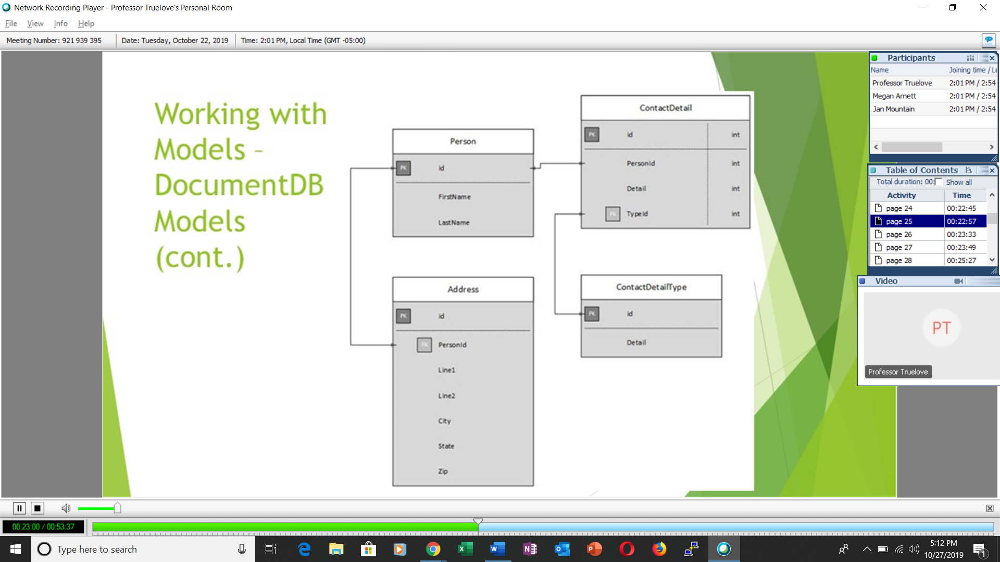 Network Recording Player - Professor Truelove's Personal Room
File View Info Help
Meeting Number: 921 939 395 Date: Tuesday, October 22, 2019 Time: 2:01 PM, Local Time (GMT -05:00)
Working with
Models -
DocumentDB
Models
(cont.)
Person
PK id
FirstName
LastName
ContactDetail
PK id int
PersonId int
Detail int
FK TypeId int
Address
PK id
FK PersonId
Line1
Line2
City
State
Zip
ContactDetailType
PK id
Detail
Participants
Name Joining time / Le
Professor Truelove 2:01 PM / 2:54
Megan Arnett 2:01 PM / 2:54
Jan Mountain 2:01 PM / 2:54
Table of Contents
Total duration: 00: Show all
Activity Time
page 24 00:22:45
page 25 00:22:57
page 26 00:23:33
page 27 00:23:49
page 28 00:25:27
Video
PT
Professor Truelove
00:23:00 / 00:53:37
Type here to search
5:12 PM
10/27/2019
1